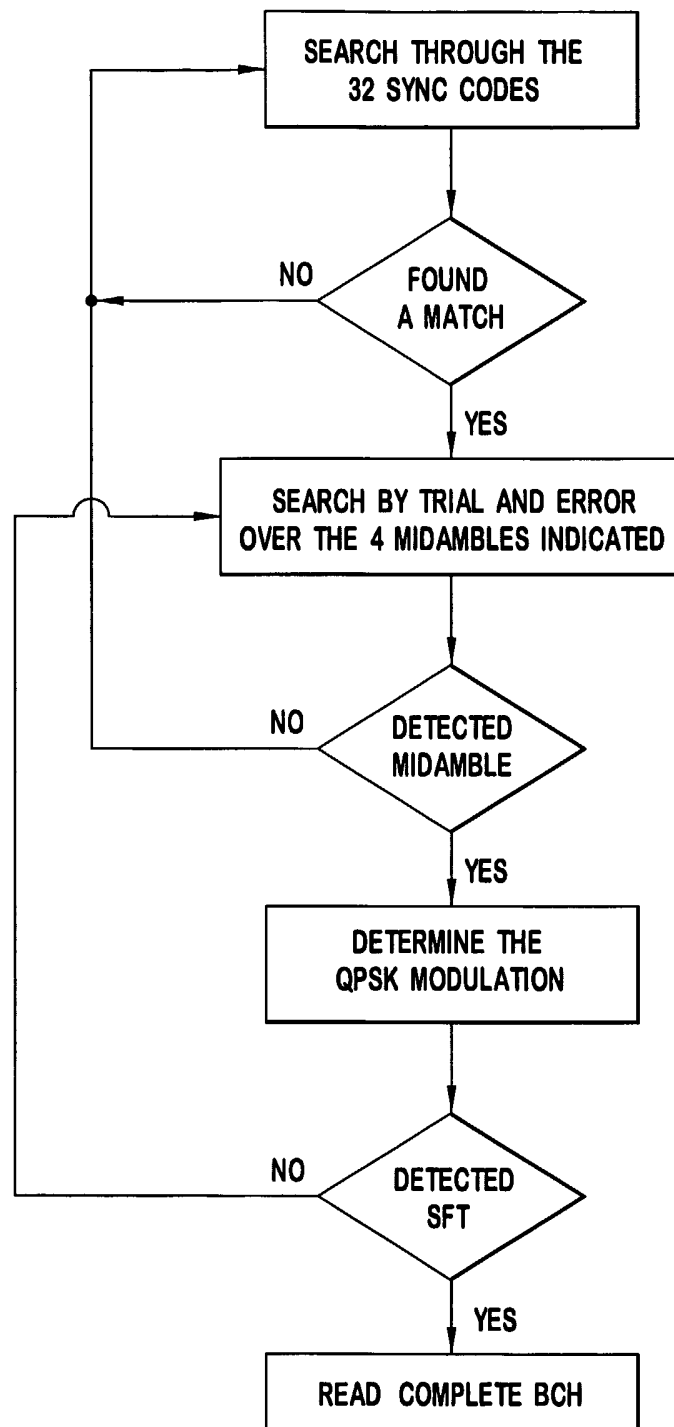 SEARCH THROUGH THE
32 SYNC CODES
NO
FOUND
A MATCH
YES
SEARCH BY TRIAL AND ERROR
OVER THE 4 MIDAMBLES INDICATED
NO
DETECTED
MIDAMBLE
YES
DETERMINE THE
QPSK MODULATION
NO
DETECTED
SFT
YES
READ COMPLETE BCH